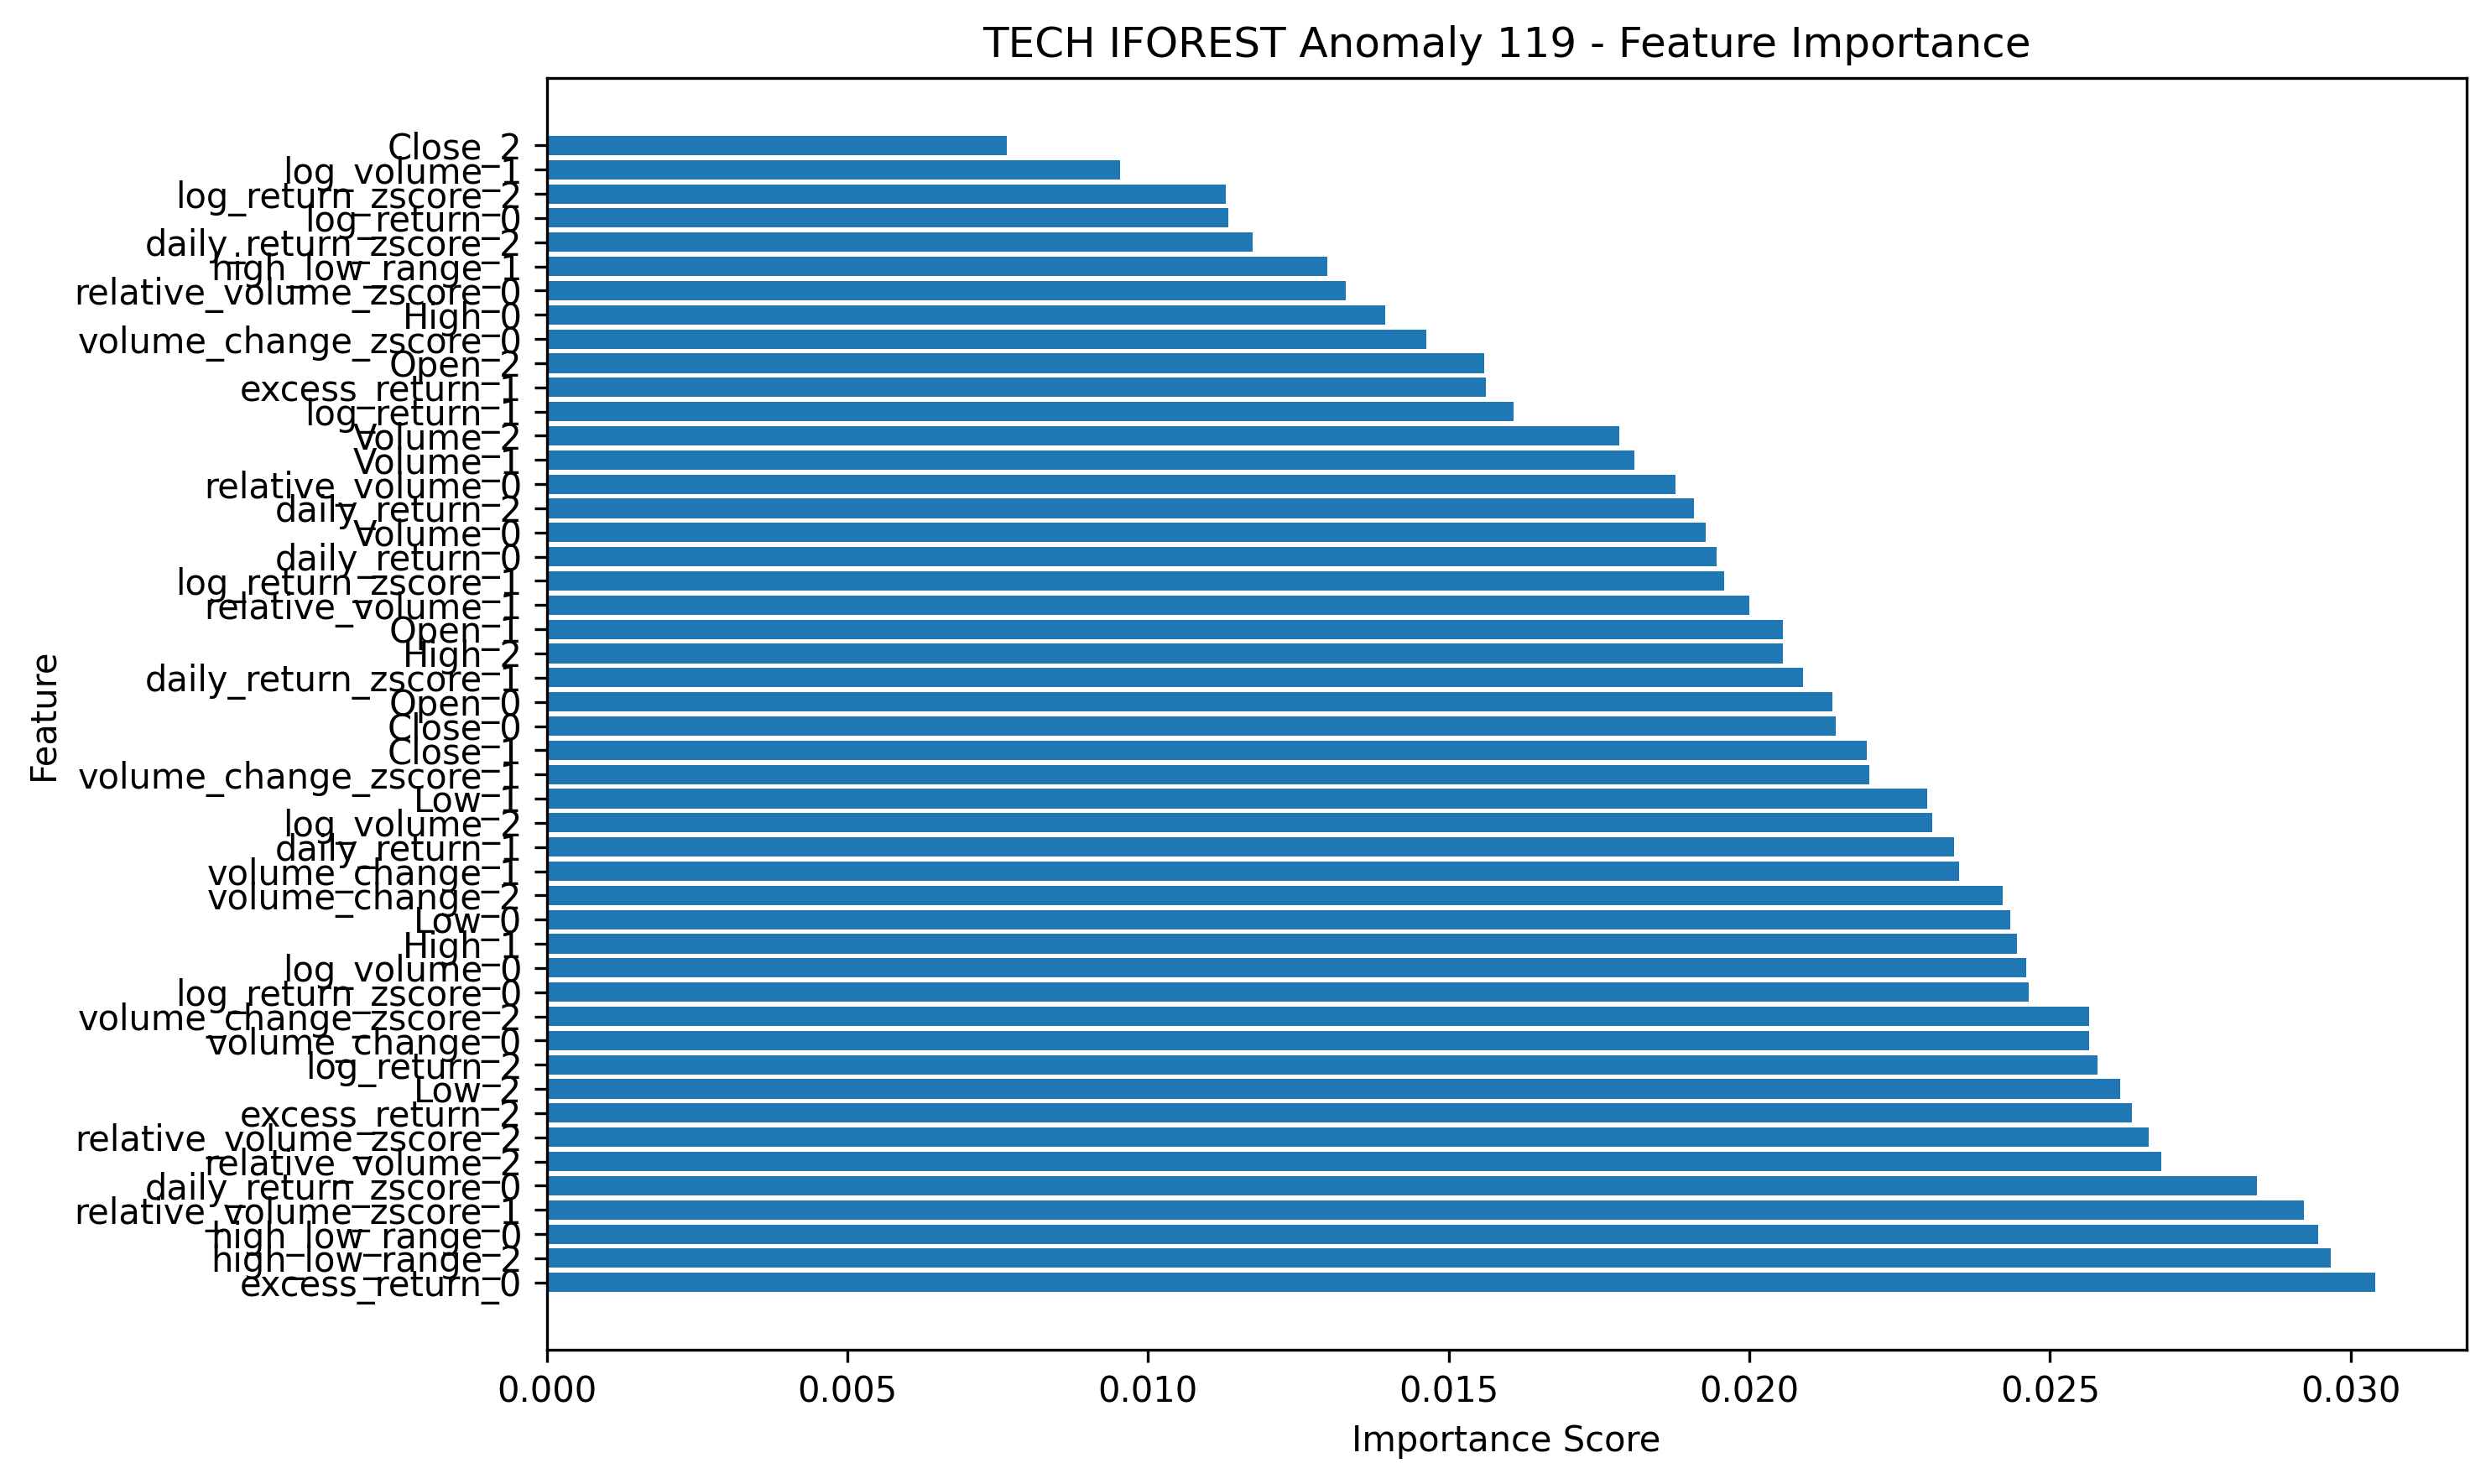 TECH IFOREST Anomaly 119 - Feature Importance
Close_2
log_volume_1
log_return_zscore_2
log_return_0
daily_return_zscore_2
high_low_range_1
relative_volume_zscore_0
High_0
volume_change_zscore_0
Open_2
excess_return_1
log_return_1
Volume_2
Volume_1
relative_volume_0
daily_return_2
Volume_0
daily_return_0
log_return_zscore_1
relative_volume_1
Open_1
High_2
daily_return_zscore_1
Open_0
Close_0
Close_1
volume_change_zscore_1
Low_1
log_volume_2
daily_return_1
volume_change_1
volume_change_2
Low_0
High_1
log_volume_0
log_return_zscore_0
volume_change_zscore_2
volume_change_0
log_return_2
Low_2
excess_return_2
relative_volume_zscore_2
relative_volume_2
daily_return_zscore_0
relative_volume_zscore_1
high_low_range_0
high_low_range_2
excess_return_0
Feature
0.000 0.005 0.010 0.015 0.020 0.025 0.030
Importance Score